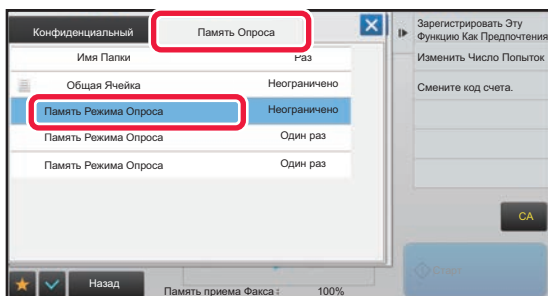 Конфиденциальный
Память Опроса
Имя Папки
Раз
Общая Ячейка
Неограничено
Память Режима Опроса
Неограничено
Память Режима Опроса
Один раз
Память Режима Опроса
Один раз
Назад
Память приема Факса :
100%
Зарегистрировать Эту
Функцию Как Предпочтения
Изменить Число Попыток
Смените код счета.
CA
Старт